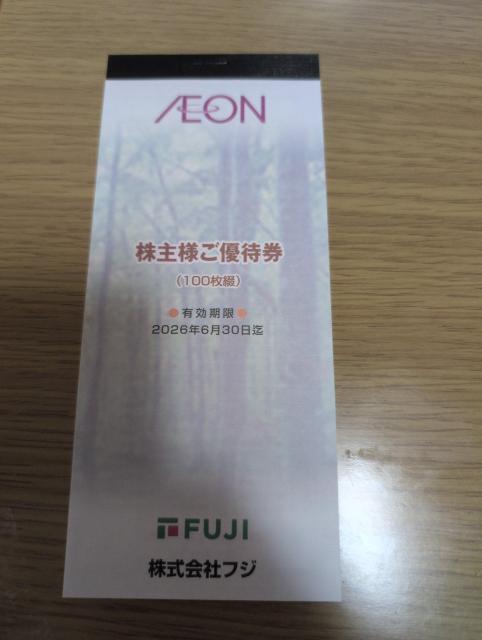 ÆON
株主様ご優待券
(100枚綴)
●有効期限●
2026年6月30日迄
FUJI
株式会社フジ